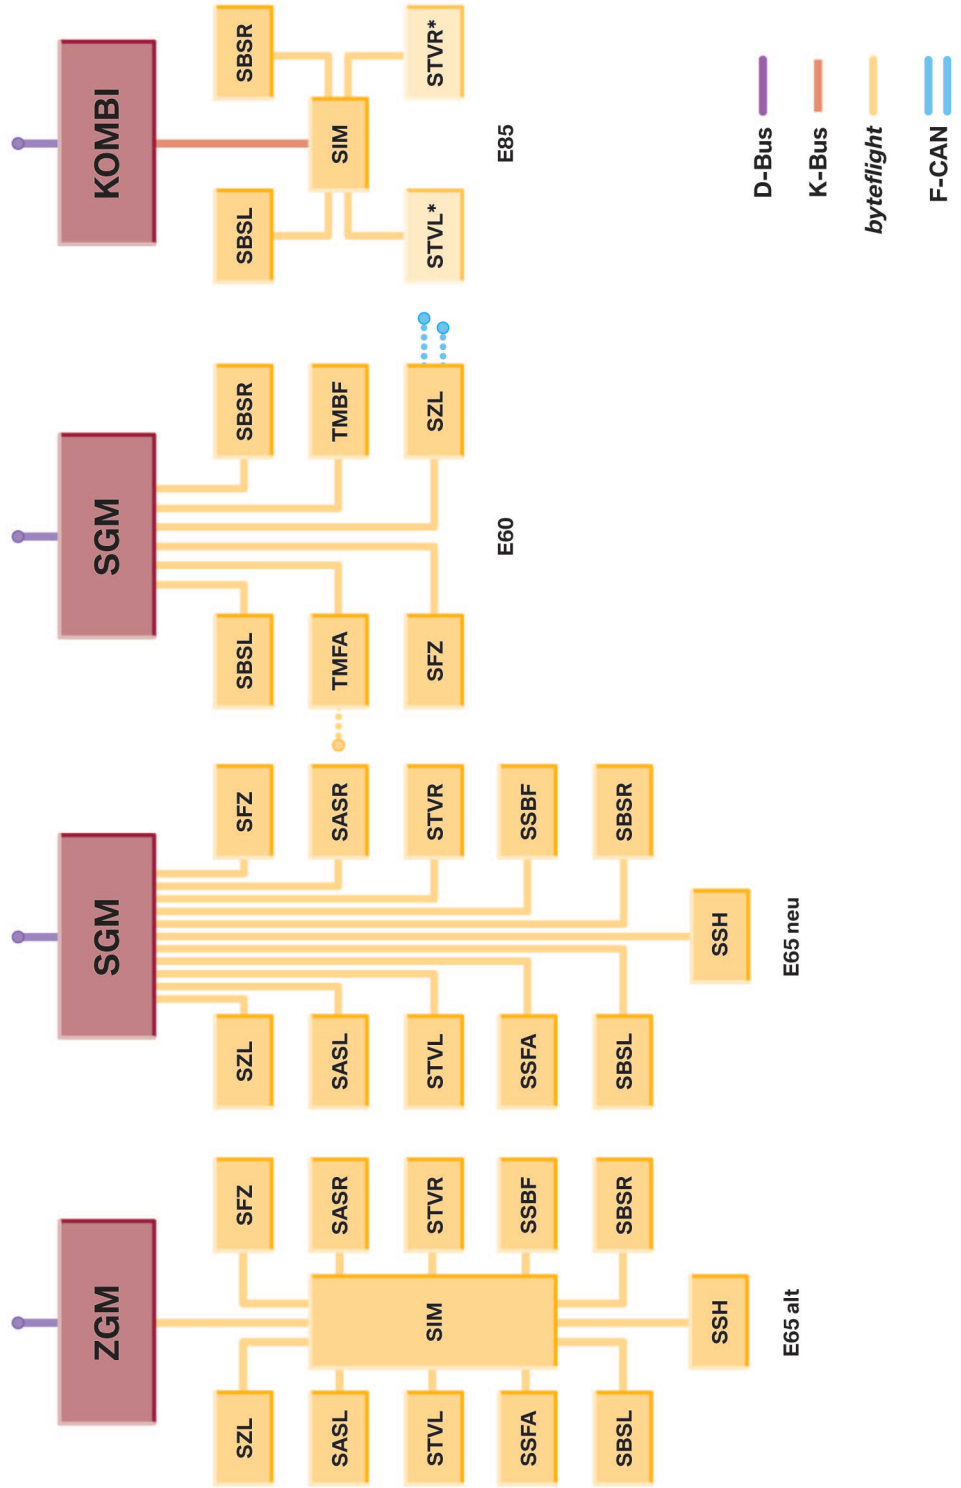 ZGM
SZL
SFZ
SASL
SASR
STVL
SIM
STVR
SSFA
SSBF
SBSL
SBSR
SSH
E65 alt
SGM
SZL
SFZ
SASL
SASR
STVL
STVR
SSFA
SSBF
SBSL
SBSR
SSH
E65 neu
SGM
SBSL
SBSR
TMFA
TMBF
SFZ
SZL
E60
KOMBI
SBSL
SBSR
SIM
STVL*
STVR*
E85
D-Bus
K-Bus
byteflight
F-CAN